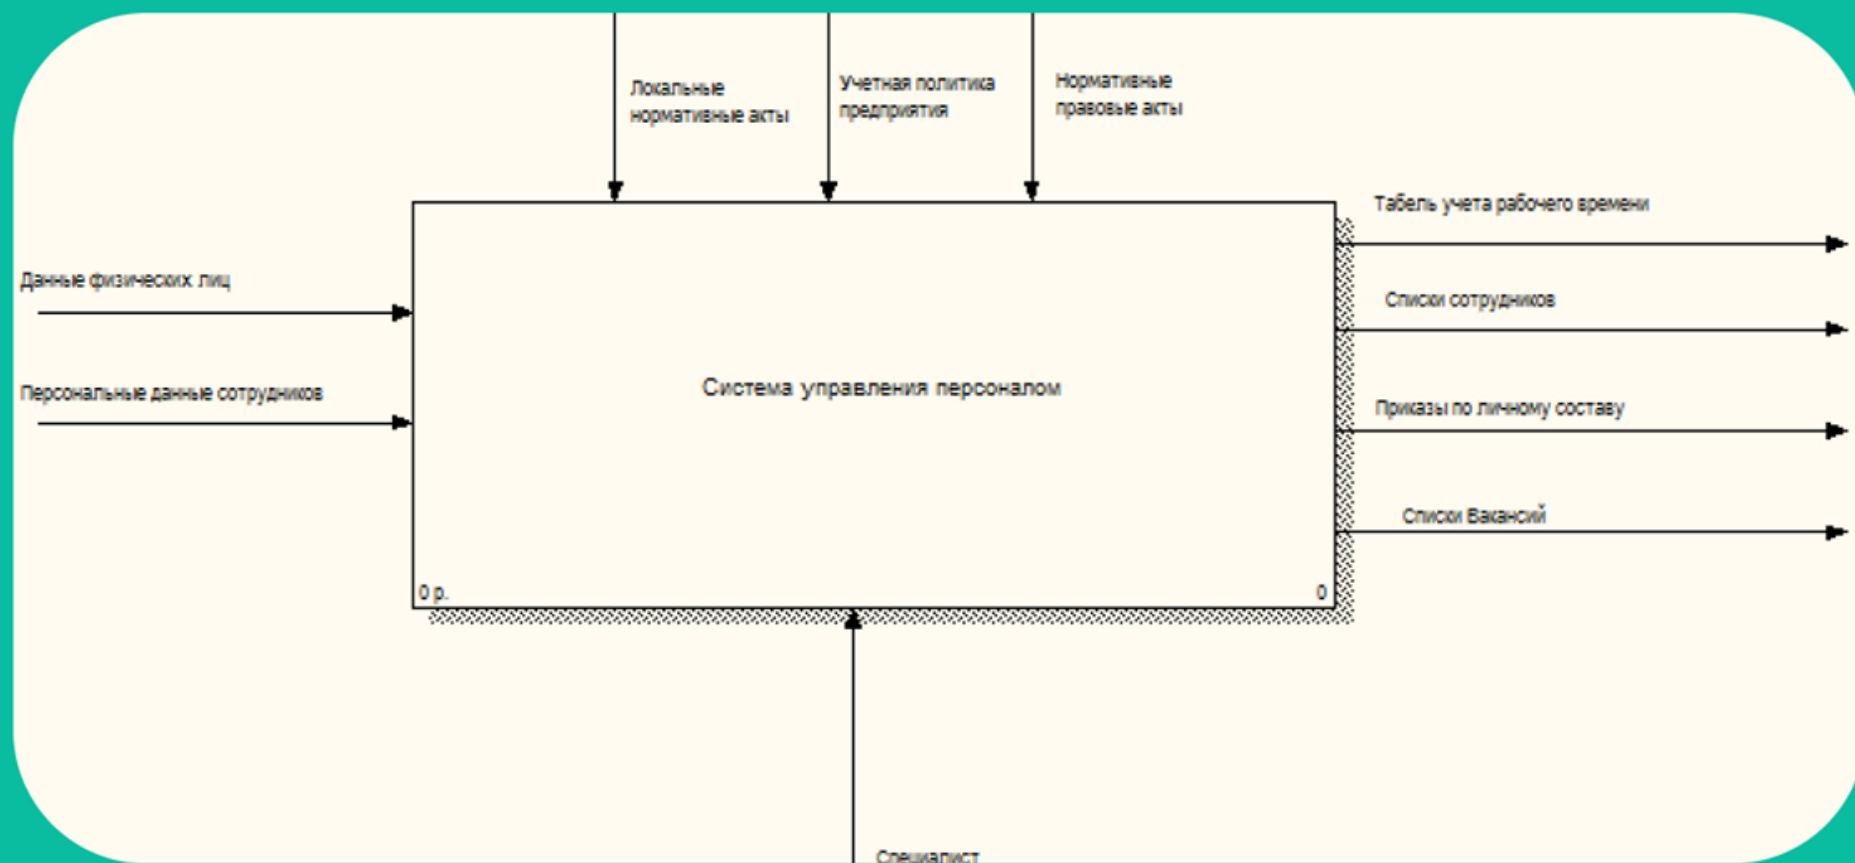 Локальные
нормативные акты
Учетная политика
предприятия
Нормативные
правовые акты
Табель учета рабочего времени
Данные физических лиц
Списки сотрудников
Система управления персоналом
Персональные данные сотрудников
Приказы по личному составу
Списки Вакансий
0 р.
0
Специалист